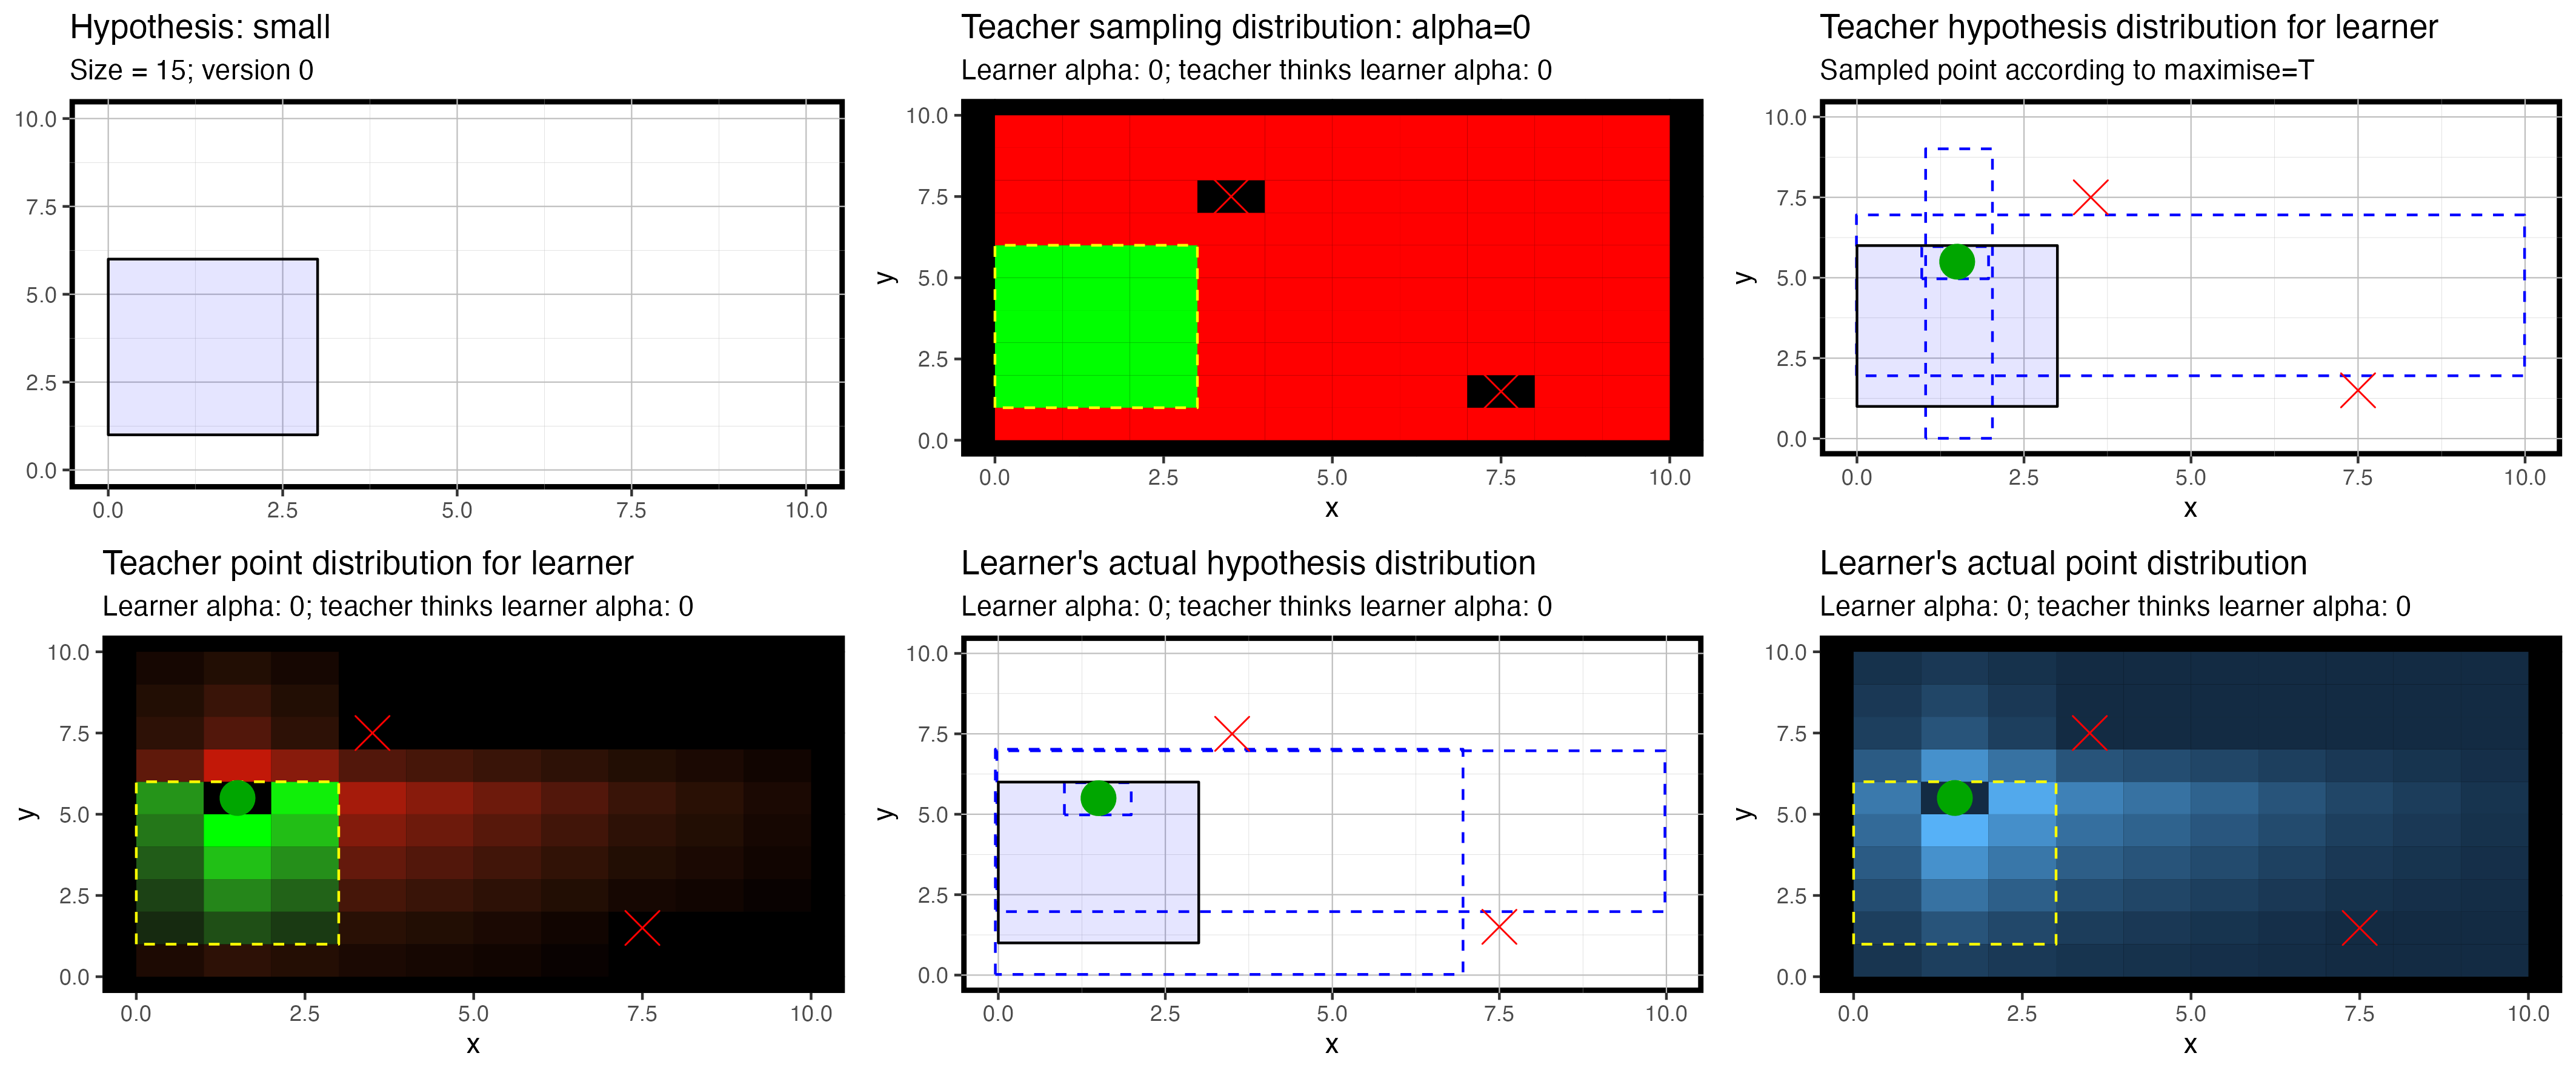 Hypothesis: small
Size = 15; version 0
10.0
7.5
5.0
2.5
0.0
0.0 2.5 5.0 7.5 10.0
Teacher sampling distribution: alpha=0
Learner alpha: 0; teacher thinks learner alpha: 0
10.0
7.5
y
5.0
2.5
0.0
0.0 2.5 5.0 7.5 10.0
x
Teacher hypothesis distribution for learner
Sampled point according to maximise=T
10.0
7.5
y
5.0
2.5
0.0
0.0 2.5 5.0 7.5 10.0
x
Teacher point distribution for learner
Learner alpha: 0; teacher thinks learner alpha: 0
10.0
7.5
y
5.0
2.5
0.0
0.0 2.5 5.0 7.5 10.0
x
Learner's actual hypothesis distribution
Learner alpha: 0; teacher thinks learner alpha: 0
10.0
7.5
y
5.0
2.5
0.0
0.0 2.5 5.0 7.5 10.0
x
Learner's actual point distribution
Learner alpha: 0; teacher thinks learner alpha: 0
10.0
7.5
y
5.0
2.5
0.0
0.0 2.5 5.0 7.5 10.0
x